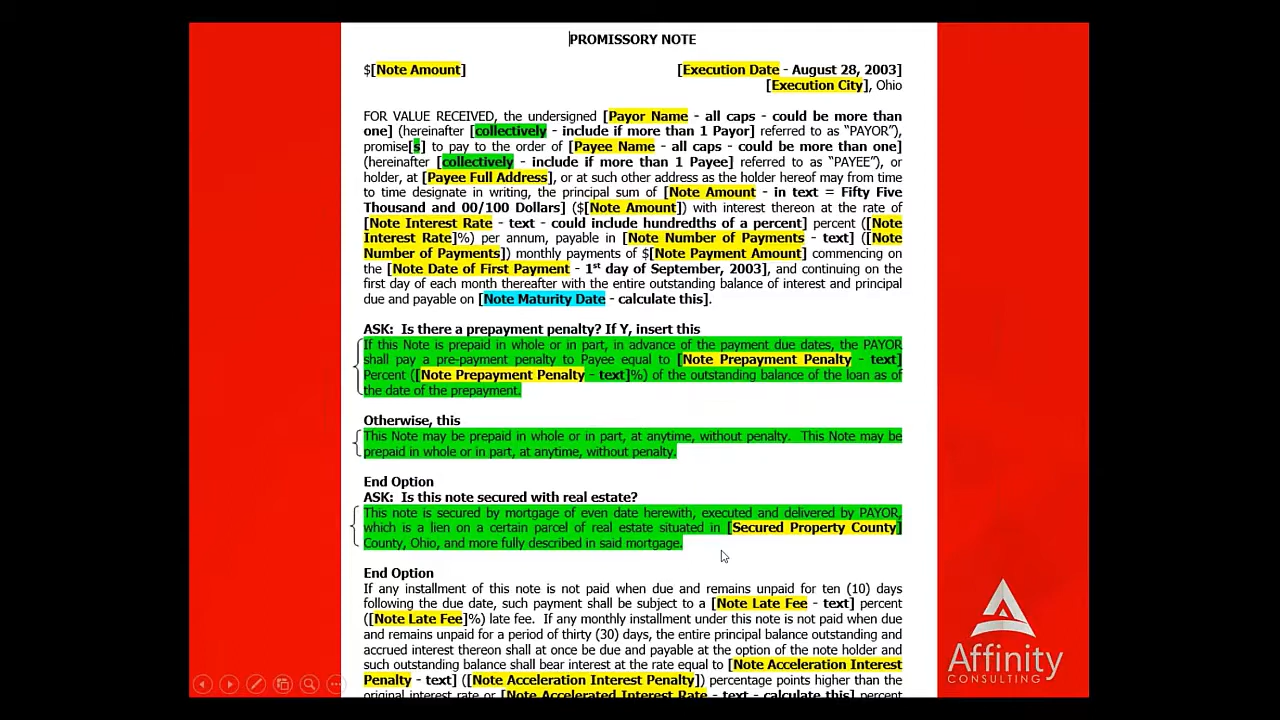 PROMISSORY NOTE
$[Note Amount] [Execution Date - August 28, 2003]
[Execution City], Ohio
FOR VALUE RECEIVED, the undersigned [Payor Name - all caps - could be more than
one] (hereinafter [collectively - include if more than 1 Payor] referred to as “PAYOR”),
promise[s] to pay to the order of [Payee Name - all caps - could be more than one]
(hereinafter [collectively - include if more than 1 Payee] referred to as “PAYEE”), or
holder, at [Payee Full Address], or at such other address as the holder hereof may from time
to time designate in writing, the principal sum of [Note Amount - in text = Fifty Five
Thousand and 00/100 Dollars] ($[Note Amount]) with interest thereon at the rate of
[Note Interest Rate - text - could include hundredths of a percent] percent ([Note
Interest Rate]%) per annum, payable in [Note Number of Payments - text] ([Note
Number of Payments]) monthly payments of $[Note Payment Amount] commencing on
the [Note Date of First Payment - 1st day of September, 2003], and continuing on the
first day of each month thereafter with the entire outstanding balance of interest and principal
due and payable on [Note Maturity Date - calculate this].
ASK: Is there a prepayment penalty? If Y, insert this
If this Note is prepaid in whole or in part, in advance of the payment due dates, the PAYOR
shall pay a pre-payment penalty to Payee equal to [Note Prepayment Penalty - text]
Percent ([Note Prepayment Penalty - text]%) of the outstanding balance of the loan as of
the date of the prepayment.
Otherwise, this
This Note may be prepaid in whole or in part, at anytime, without penalty. This Note may be
prepaid in whole or in part, at anytime, without penalty.
End Option
ASK: Is this note secured with real estate?
This note is secured by mortgage of even date herewith, executed and delivered by PAYOR,
which is a lien on a certain parcel of real estate situated in [Secured Property County]
County, Ohio, and more fully described in said mortgage.
End Option
If any installment of this note is not paid when due and remains unpaid for ten (10) days
following the due date, such payment shall be subject to a [Note Late Fee - text] percent
([Note Late Fee]%) late fee. If any monthly installment under this note is not paid when due
and remains unpaid for a period of thirty (30) days, the entire principal balance outstanding and
accrued interest thereon shall at once be due and payable at the option of the note holder and
such outstanding balance shall bear interest at the rate equal to [Note Acceleration Interest
Penalty - text] ([Note Acceleration Interest Penalty]) percentage points higher than the
original interest rate or [Note Accelerated Interest Rate - text - calculate this] percent
Affinity
CONSULTING